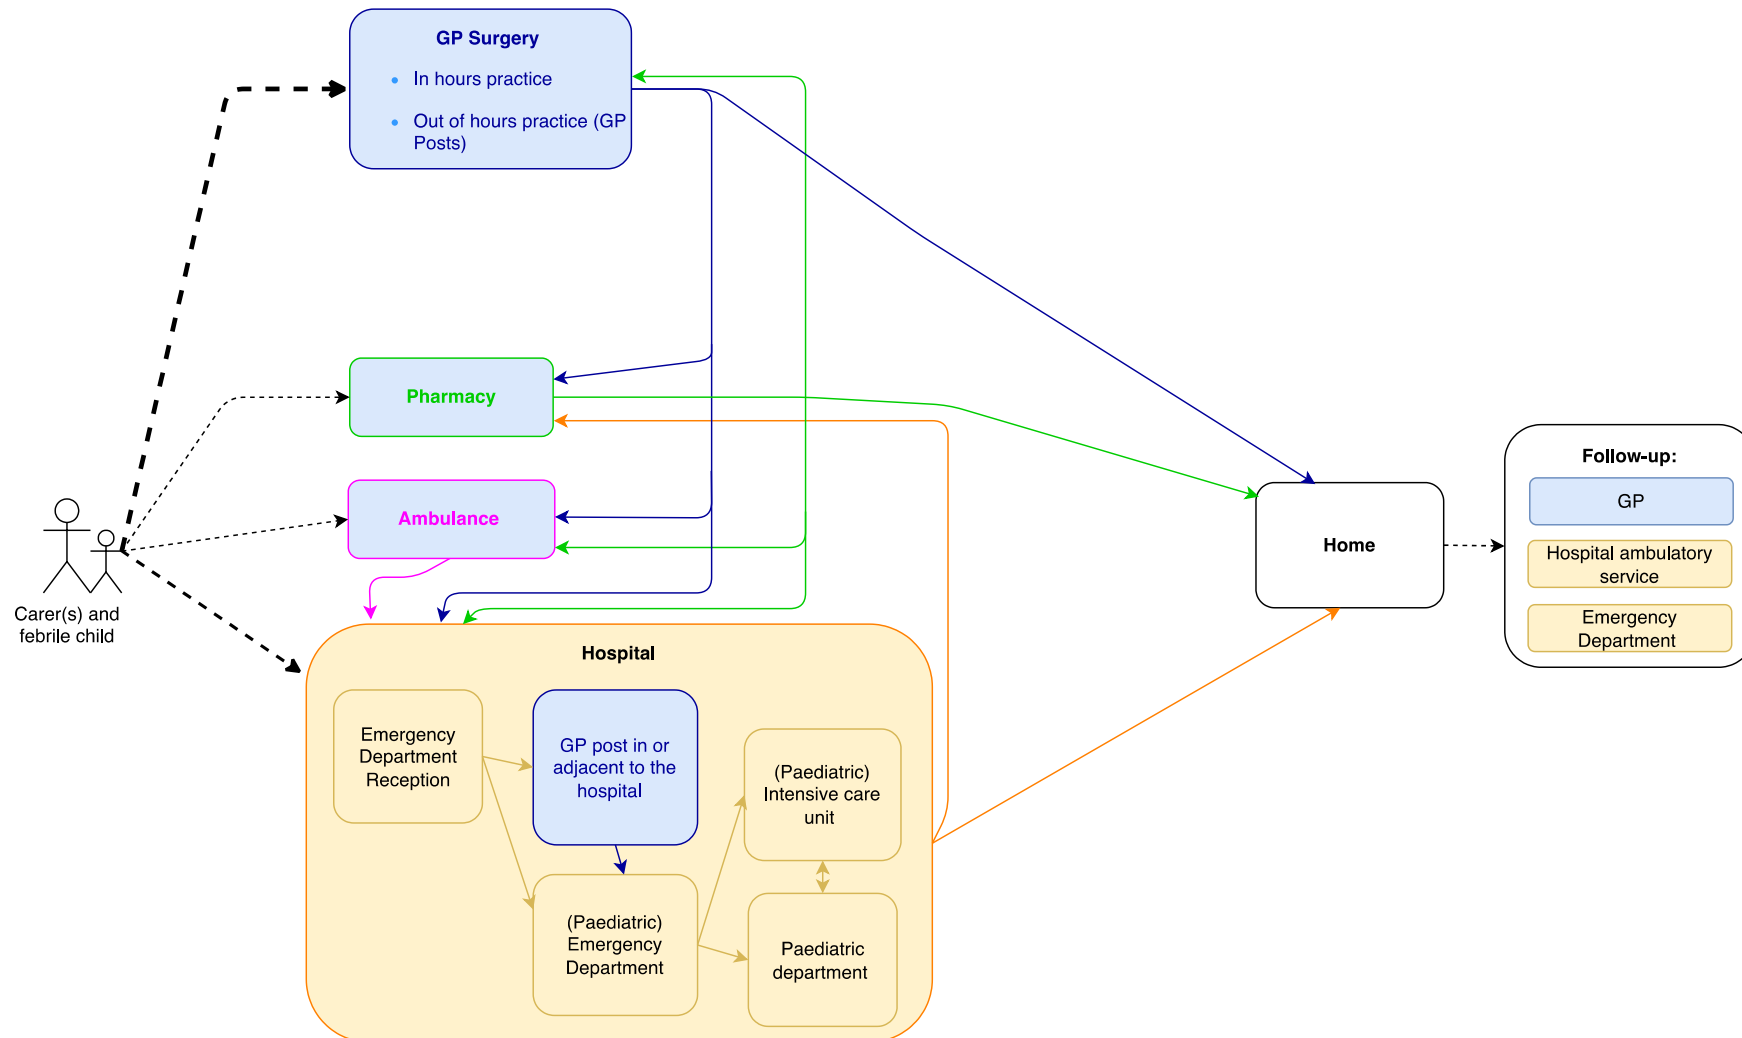 GP Surgery
In hours practice
Out of hours practice (GP
Posts)
Pharmacy
Ambulance
Carer(s) and
febrile child
Home
Follow-up:
GP
Hospital ambulatory
service
Emergency
Department
Hospital
Emergency
Department
Reception
GP post in or
adjacent to the
hospital
(Paediatric)
Intensive care
unit
(Paediatric)
Emergency
Department
Paediatric
department